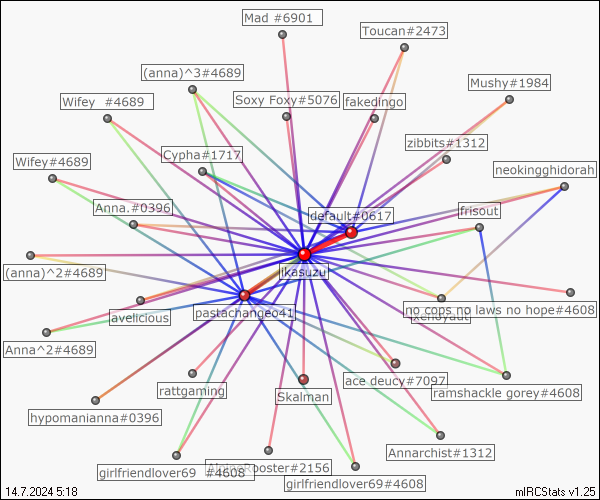 Mad #6901
Toucan#2473
(anna)^3#4689
Mushy#1984
Wifey  #4689
Soxy Foxy#5076
fakedingo
zibbits#1312
Cypha#1717
Wifey#4689
neokingghidorah
Anna.#0396
default#0617
frisout
(anna)^2#4689
ikasuzu
no cops no laws no hope#4608
avelicious
pastachangeo41
Anna^2#4689
ace deucy#7097
rattgaming
ramshackle gorey#4608
Skalman
hypomanianna#0396
Annarchist#1312
girlfriendlover69  #4608
Rooster#2156
girlfriendlover69#4608
14.7.2024 5:18
mIRCStats v1.25